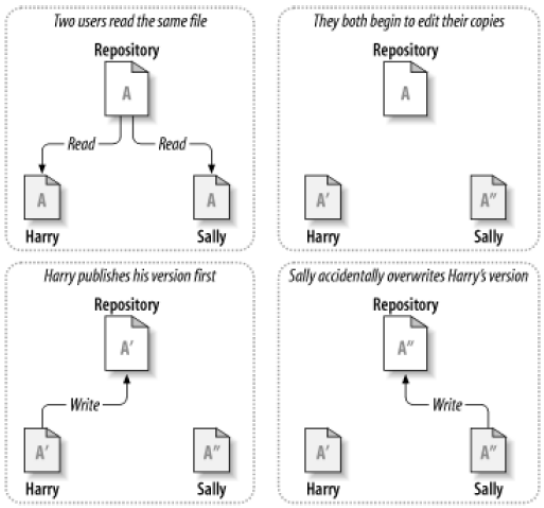 Two users read the same file
Repository
A
Read
Read
A
A
Harry
Sally
They both begin to edit their copies
Repository
A
A′
A″
Harry
Sally
Harry publishes his version first
Repository
A′
Write
A′
A″
Harry
Sally
Sally accidentally overwrites Harry's version
Repository
A″
Write
A′
A″
Harry
Sally